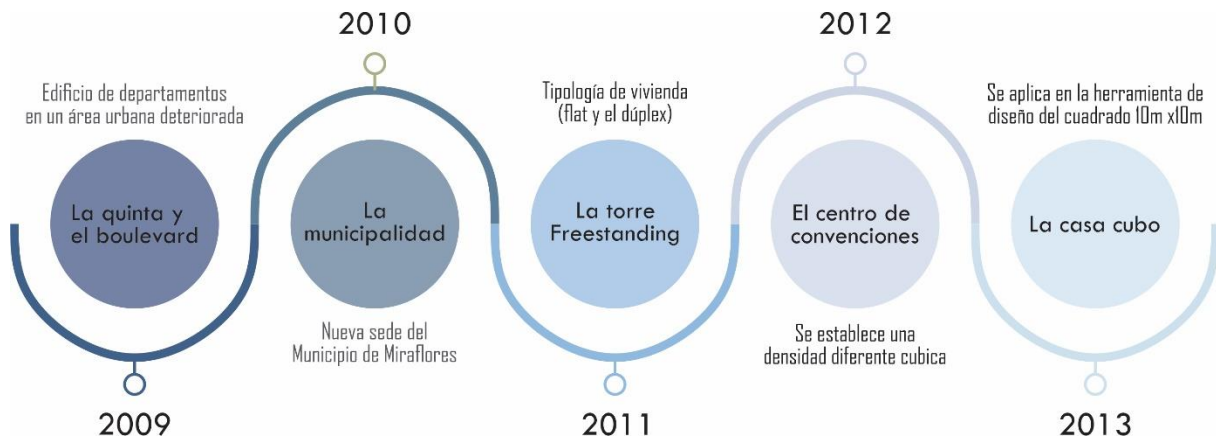 2009
Edificio de departamentos
en un área urbana deteriorada
La quinta y
el boulevard
2010
La
municipalidad
Nueva sede del
Municipio de Miraflores
2011
Tipología de vivienda
(flat y el dúplex)
La torre
Freestanding
2012
El centro de
convenciones
Se establece una
densidad diferente cubica
2013
Se aplica en la herramienta de
diseño del cuadrado 10m x10m
La casa cubo